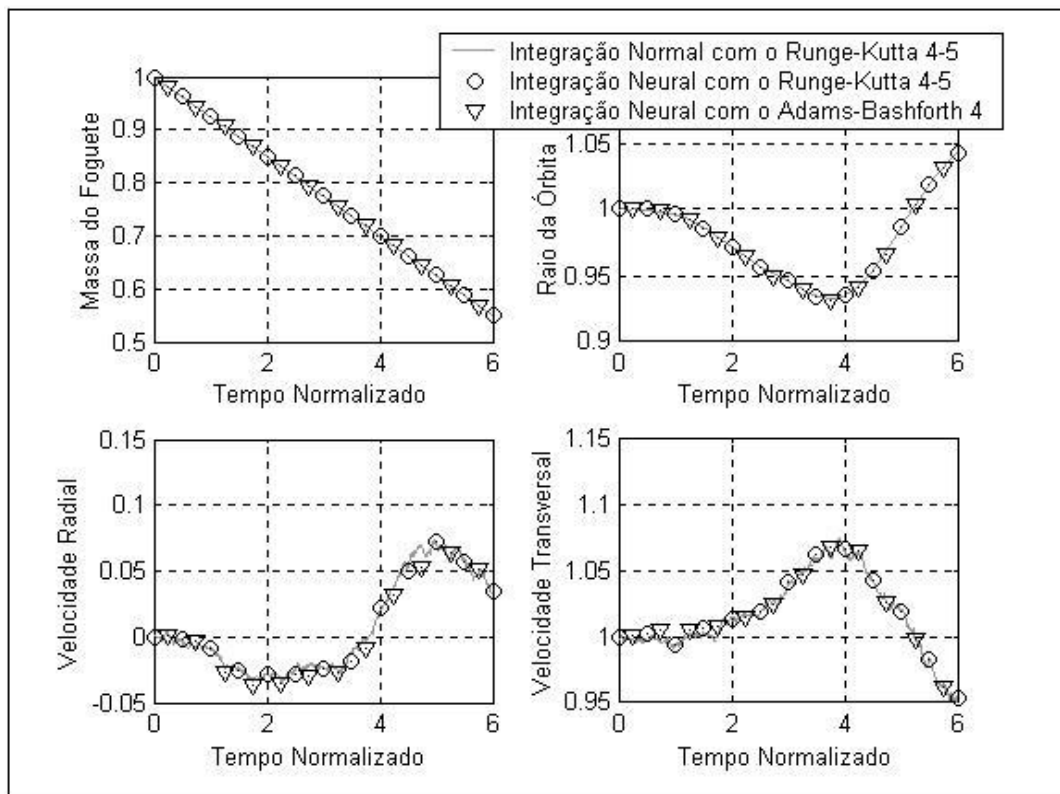 Integração Normal com o Runge-Kutta 4-5
Integração Neural com o Runge-Kutta 4-5
Integração Neural com o Adams-Bashforth 4
Massa do Foguete
1
0.9
0.8
0.7
0.6
0.5
0 2 4 6
Tempo Normalizado
Raio da Órbita
1.05
1
0.95
0.9
0 2 4 6
Tempo Normalizado
Velocidade Radial
0.15
0.1
0.05
0
-0.05
0 2 4 6
Tempo Normalizado
Velocidade Transversal
1.15
1.1
1.05
1
0.95
0 2 4 6
Tempo Normalizado